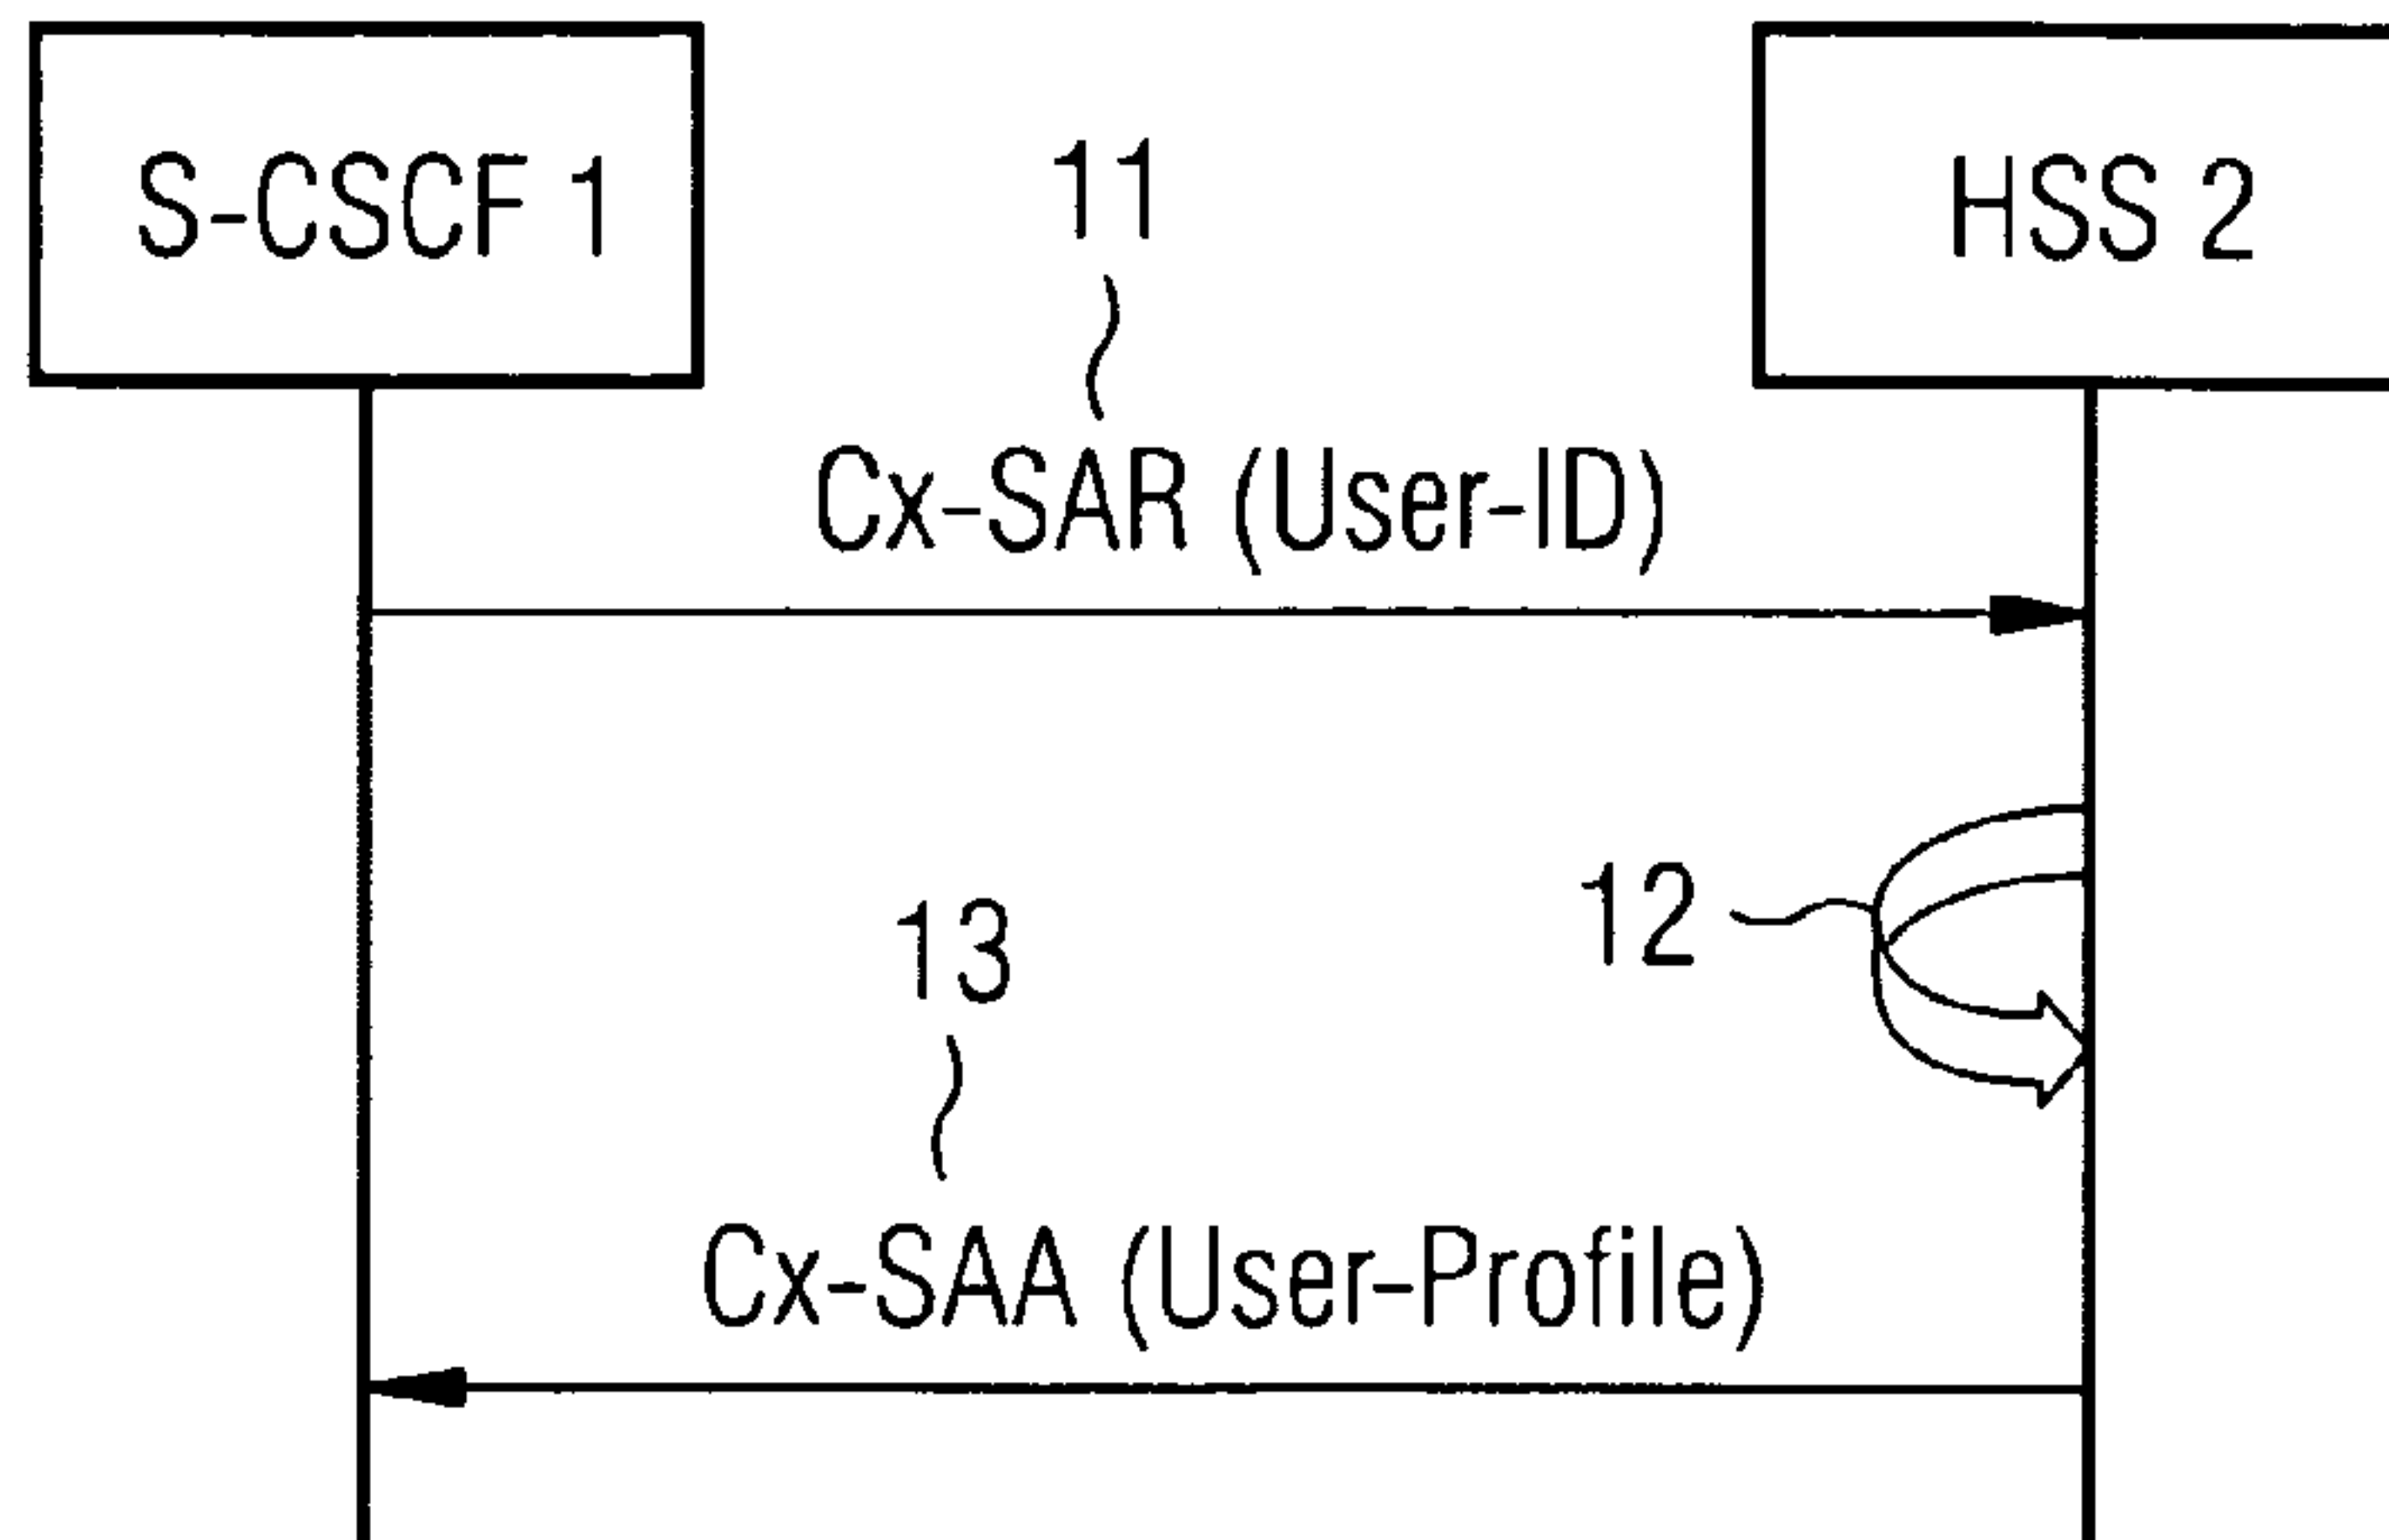 S-CSCF 1
HSS 2
11
Cx-SAR (User-ID)
12
13
Cx-SAA (User-Profile)